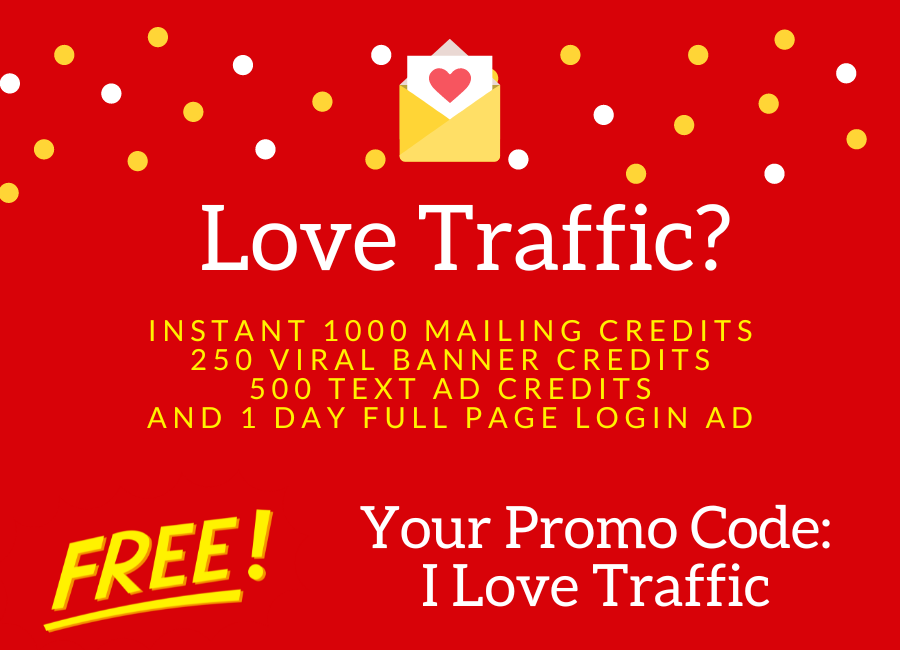 Love Traffic?
INSTANT 1000 MAILING CREDITS
250 VIRAL BANNER CREDITS
500 TEXT AD CREDITS
AND 1 DAY FULL PAGE LOGIN AD
FREE!
Your Promo Code:
I Love Traffic